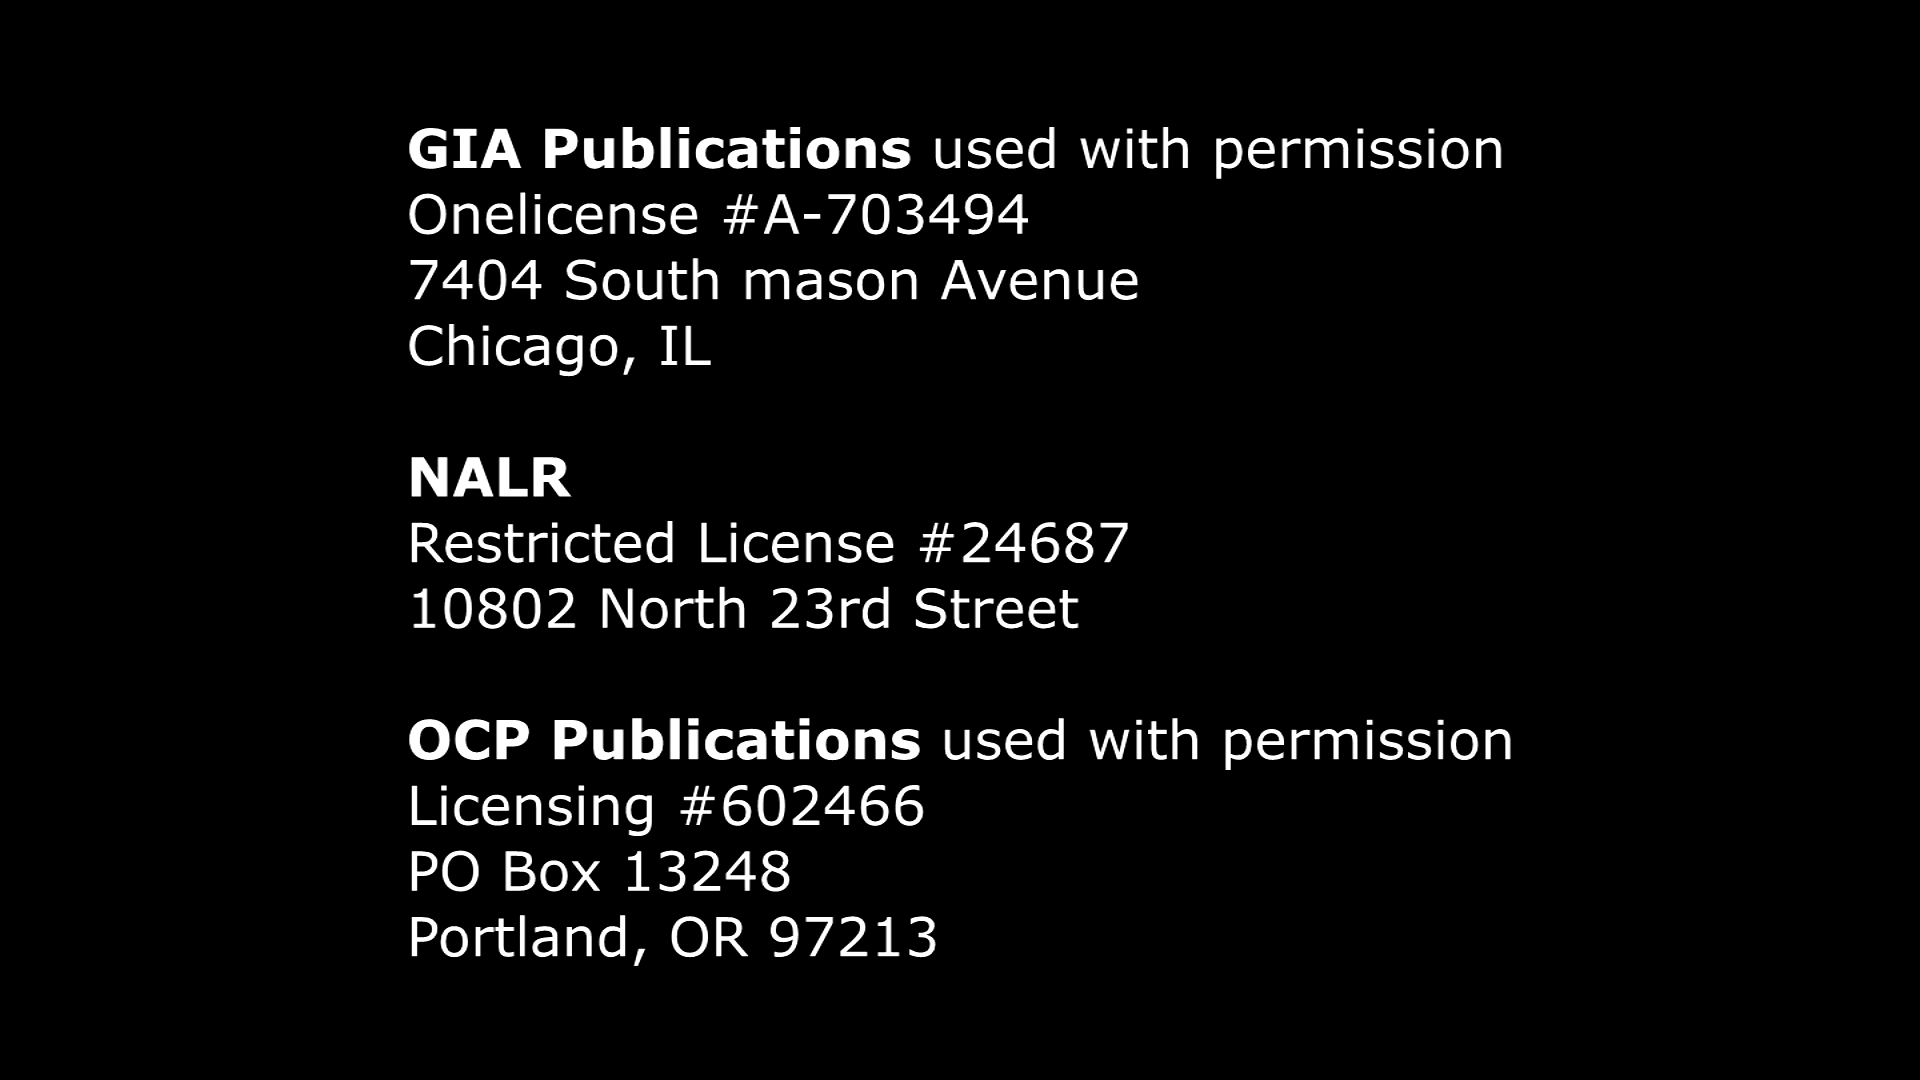 GIA Publications used with permission
Onelicense #A-703494
7404 South mason Avenue
Chicago, IL
NALR
Restricted License #24687
10802 North 23rd Street
OCP Publications used with permission
Licensing #602466
PO Box 13248
Portland, OR 97213